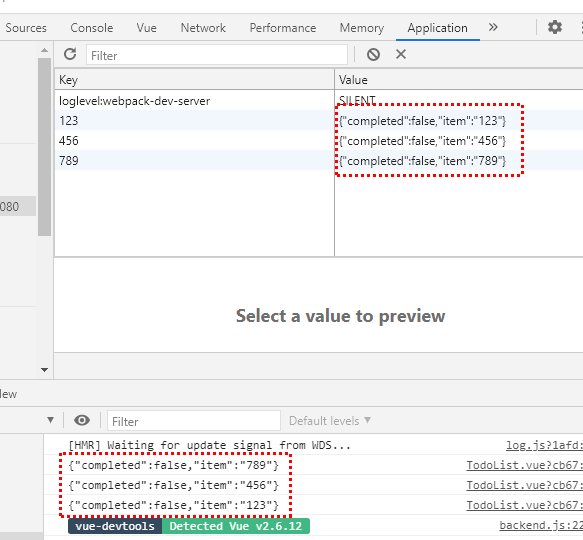 Sources Console Vue Network Performance Application »
Filter
Key Value
loglevel:webpack-dev-server SILENT
123 {"completed":false,"item":"123"}
456 {"completed":false,"item":"456"}
789 {"completed":false,"item":"789"}
080
Select a value to preview
ew
Filter Default levels ▼
[HMR] Waiting for update signal from WDS... log.js?1afd:
{"completed":false,"item":"789"} TodoList.vue?cb67:
{"completed":false,"item":"456"} TodoList.vue?cb67:
{"completed":false,"item":"123"} TodoList.vue?cb67:
vue-devtools Detected Vue v2.6.12 backend.js:22